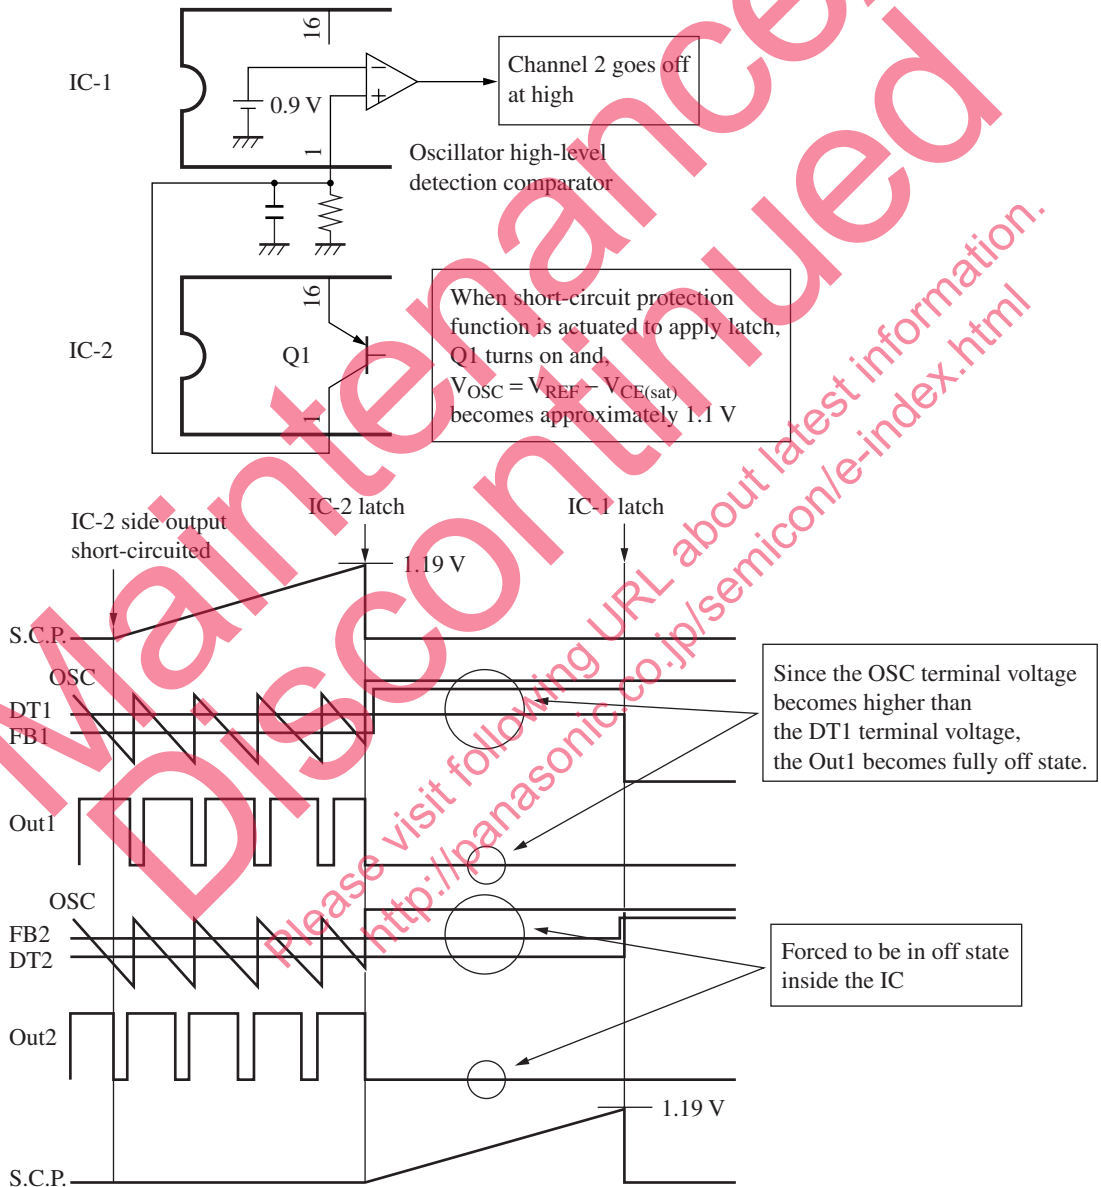 16
IC-1
0.9 V
Channel 2 goes off
at high
1
Oscillator high-level
detection comparator
16
IC-2
Q1
1
When short-circuit protection
function is actuated to apply latch,
Q1 turns on and,
VOSC = VREF − VCE(sat)
becomes approximately 1.1 V
IC-2 side output
short-circuited
IC-2 latch
IC-1 latch
1.19 V
S.C.P.
OSC
DT1
FB1
Since the OSC terminal voltage
becomes higher than
the DT1 terminal voltage,
the Out1 becomes fully off state.
Out1
OSC
FB2
DT2
Forced to be in off state
inside the IC
Out2
1.19 V
S.C.P.
Maintenance
Discontinued
Please visit following URL about latest information.
http://panasonic.co.jp/semicon/e-index.html